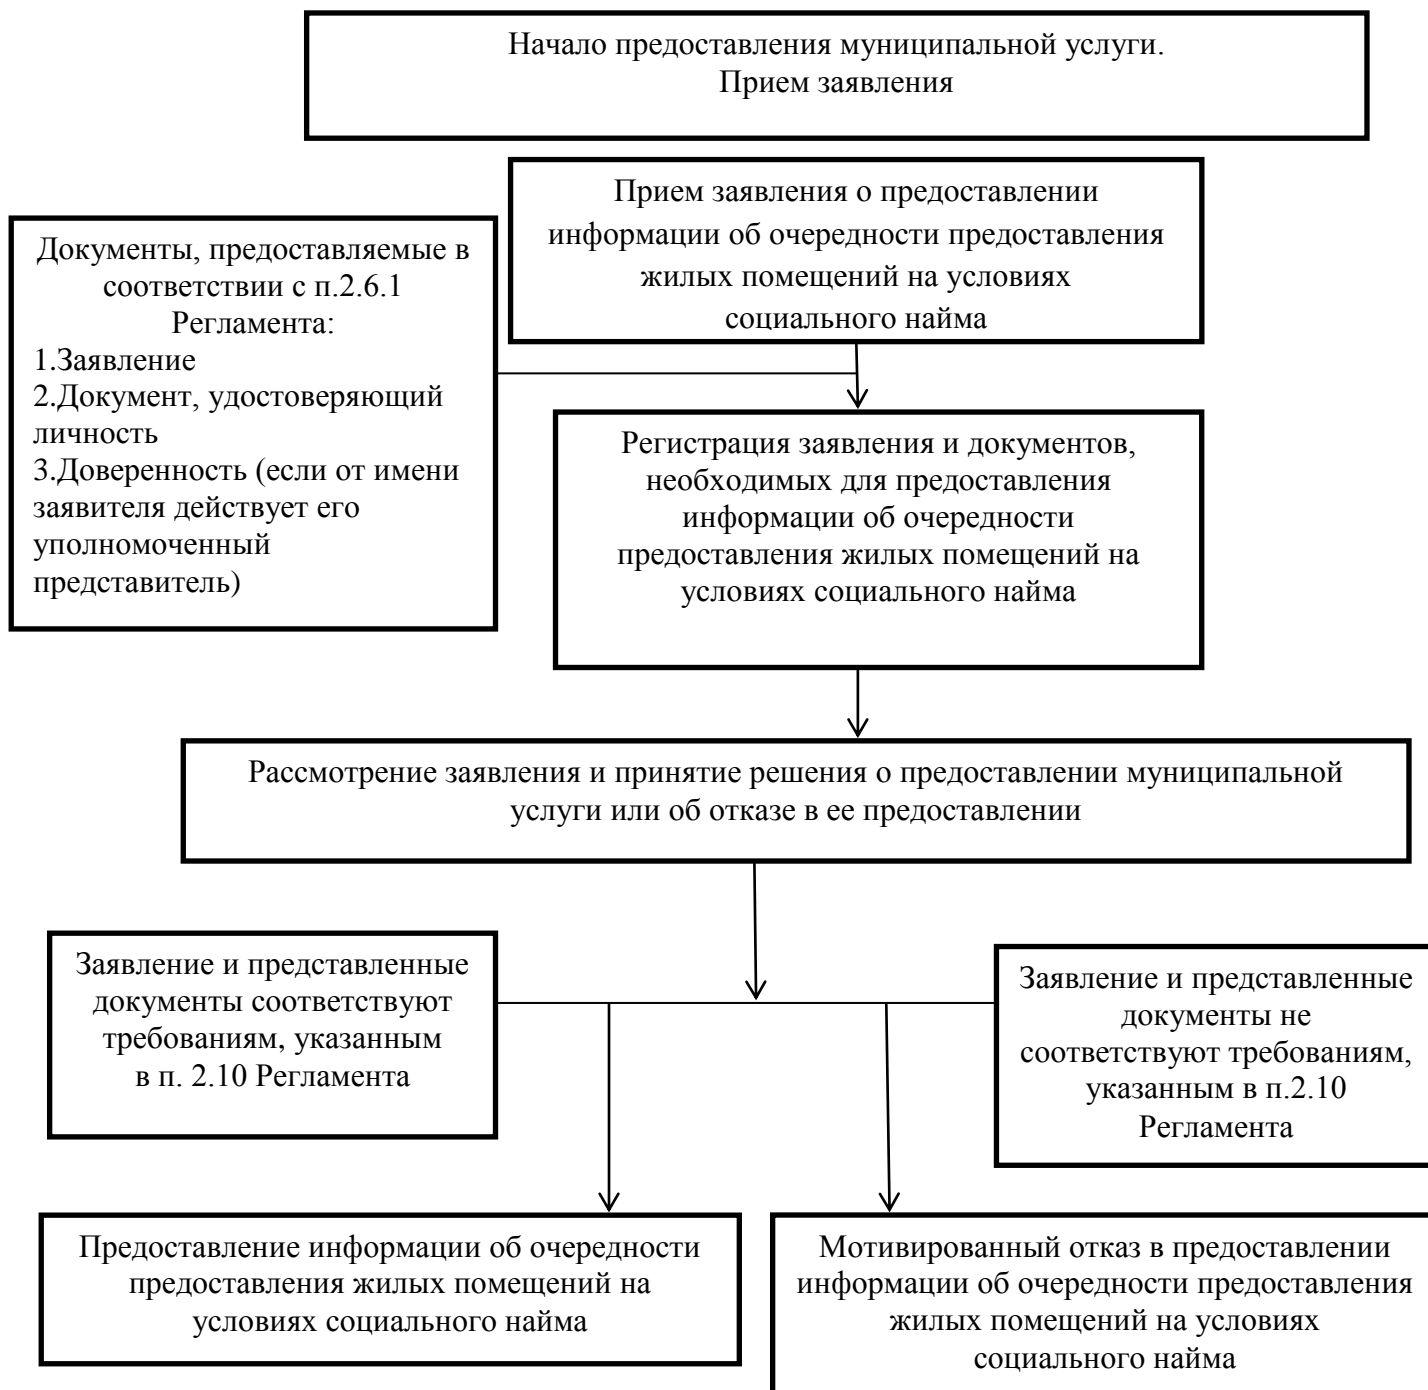 Начало предоставления муниципальной услуги.
Прием заявления
Прием заявления о предоставлении
информации об очередности предоставления
жилых помещений на условиях
социального найма
Документы, предоставляемые в
соответствии с п.2.6.1
Регламента:
1.Заявление
2.Документ, удостоверяющий
личность
3.Доверенность (если от имени
заявителя действует его
уполномоченный
представитель)
Регистрация заявления и документов,
необходимых для предоставления
информации об очередности
предоставления жилых помещений на
условиях социального найма
Рассмотрение заявления и принятие решения о предоставлении муниципальной
услуги или об отказе в ее предоставлении
Заявление и представленные
документы соответствуют
требованиям, указанным
в п. 2.10 Регламента
Заявление и представленные
документы не
соответствуют требованиям,
указанным в п.2.10
Регламента
Предоставление информации об очередности
предоставления жилых помещений на
условиях социального найма
Мотивированный отказ в предоставлении
информации об очередности предоставления
жилых помещений на условиях
социального найма